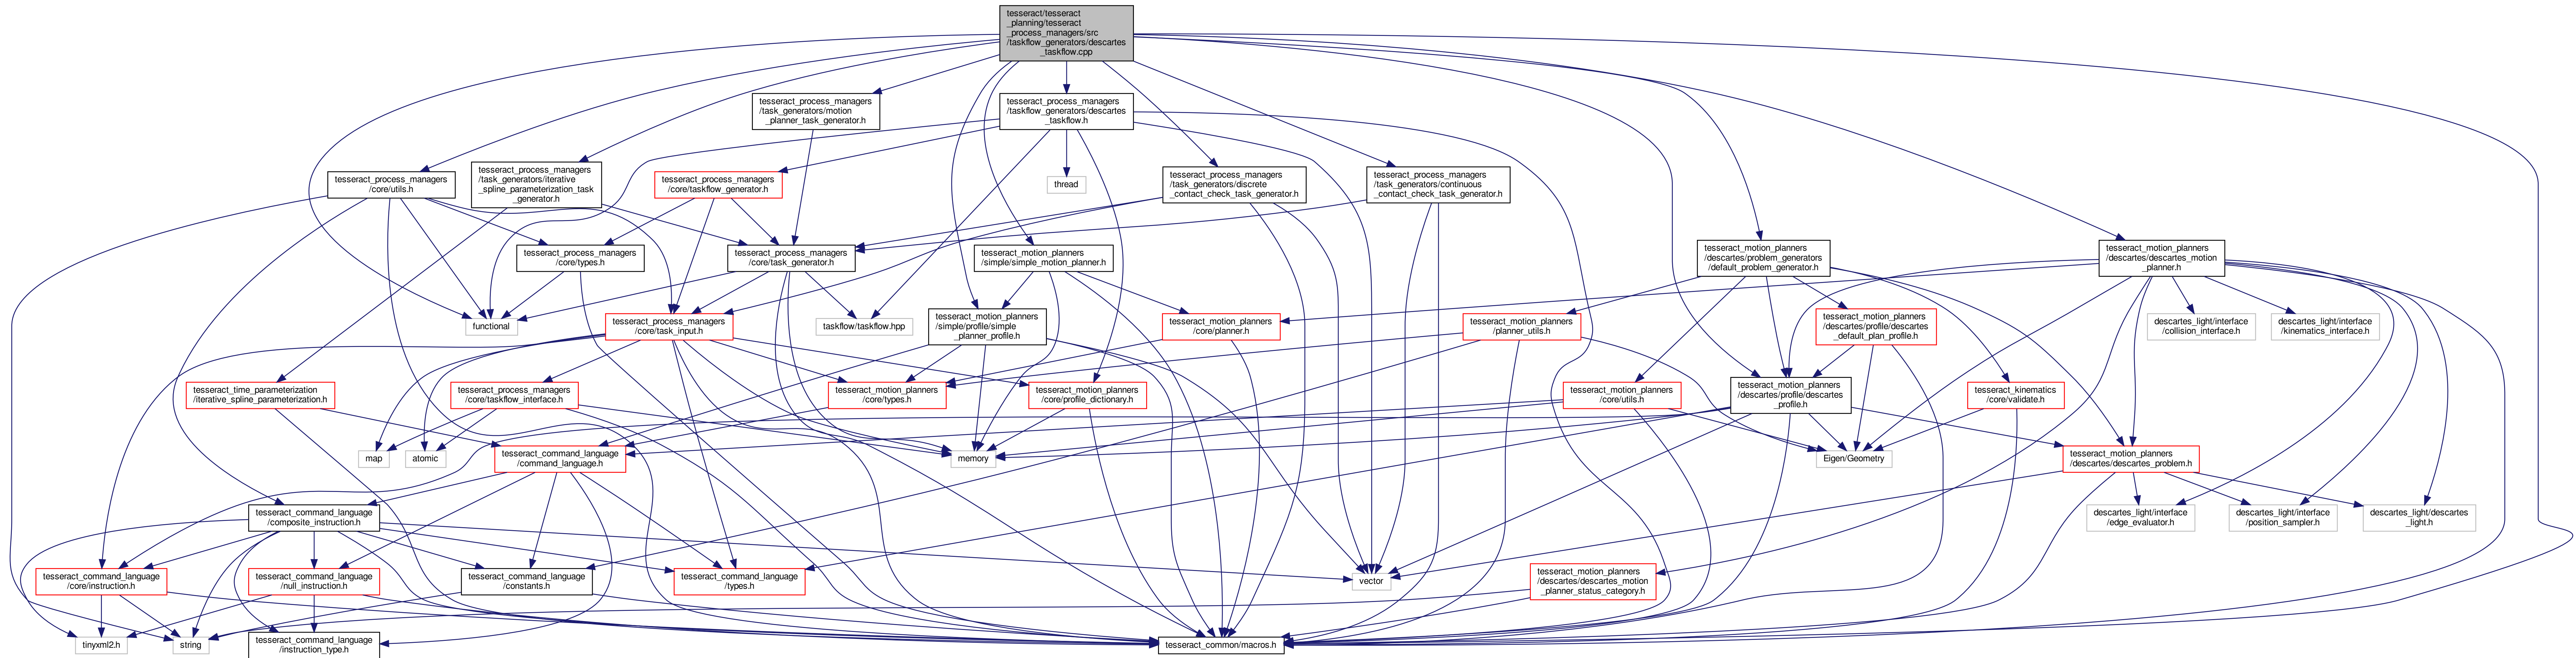 tesseract/tesseract
_planning/tesseract
_process_managers/src
/taskflow_generators/descartes
_taskflow.cpp
tesseract_process_managers
/task_generators/motion
_planner_task_generator.h
tesseract_process_managers
/taskflow_generators/descartes
_taskflow.h
tesseract_process_managers
/core/utils.h
tesseract_process_managers
/task_generators/iterative
_spline_parameterization_task
_generator.h
tesseract_process_managers
/core/taskflow_generator.h
thread
tesseract_process_managers
/task_generators/discrete
_contact_check_task_generator.h
tesseract_process_managers
/task_generators/continuous
_contact_check_task_generator.h
tesseract_process_managers
/core/types.h
tesseract_process_managers
/core/task_generator.h
tesseract_motion_planners
/simple/simple_motion_planner.h
tesseract_motion_planners
/descartes/problem_generators
/default_problem_generator.h
tesseract_motion_planners
/descartes/descartes_motion
_planner.h
functional
tesseract_process_managers
/core/task_input.h
taskflow/taskflow.hpp
tesseract_motion_planners
/simple/profile/simple
_planner_profile.h
tesseract_motion_planners
/core/planner.h
tesseract_motion_planners
/planner_utils.h
tesseract_motion_planners
/descartes/profile/descartes
_default_plan_profile.h
descartes_light/interface
/collision_interface.h
descartes_light/interface
/kinematics_interface.h
tesseract_time_parameterization
/iterative_spline_parameterization.h
tesseract_process_managers
/core/taskflow_interface.h
tesseract_motion_planners
/core/types.h
tesseract_motion_planners
/core/profile_dictionary.h
tesseract_motion_planners
/core/utils.h
tesseract_motion_planners
/descartes/profile/descartes
_profile.h
tesseract_kinematics
/core/validate.h
map
atomic
tesseract_command_language
/command_language.h
memory
Eigen/Geometry
tesseract_motion_planners
/descartes/descartes_problem.h
tesseract_command_language
/composite_instruction.h
descartes_light/interface
/edge_evaluator.h
descartes_light/interface
/position_sampler.h
descartes_light/descartes
_light.h
tesseract_command_language
/core/instruction.h
tesseract_command_language
/null_instruction.h
tesseract_command_language
/constants.h
tesseract_command_language
/types.h
vector
tesseract_motion_planners
/descartes/descartes_motion
_planner_status_category.h
tinyxml2.h
string
tesseract_command_language
/instruction_type.h
tesseract_common/macros.h